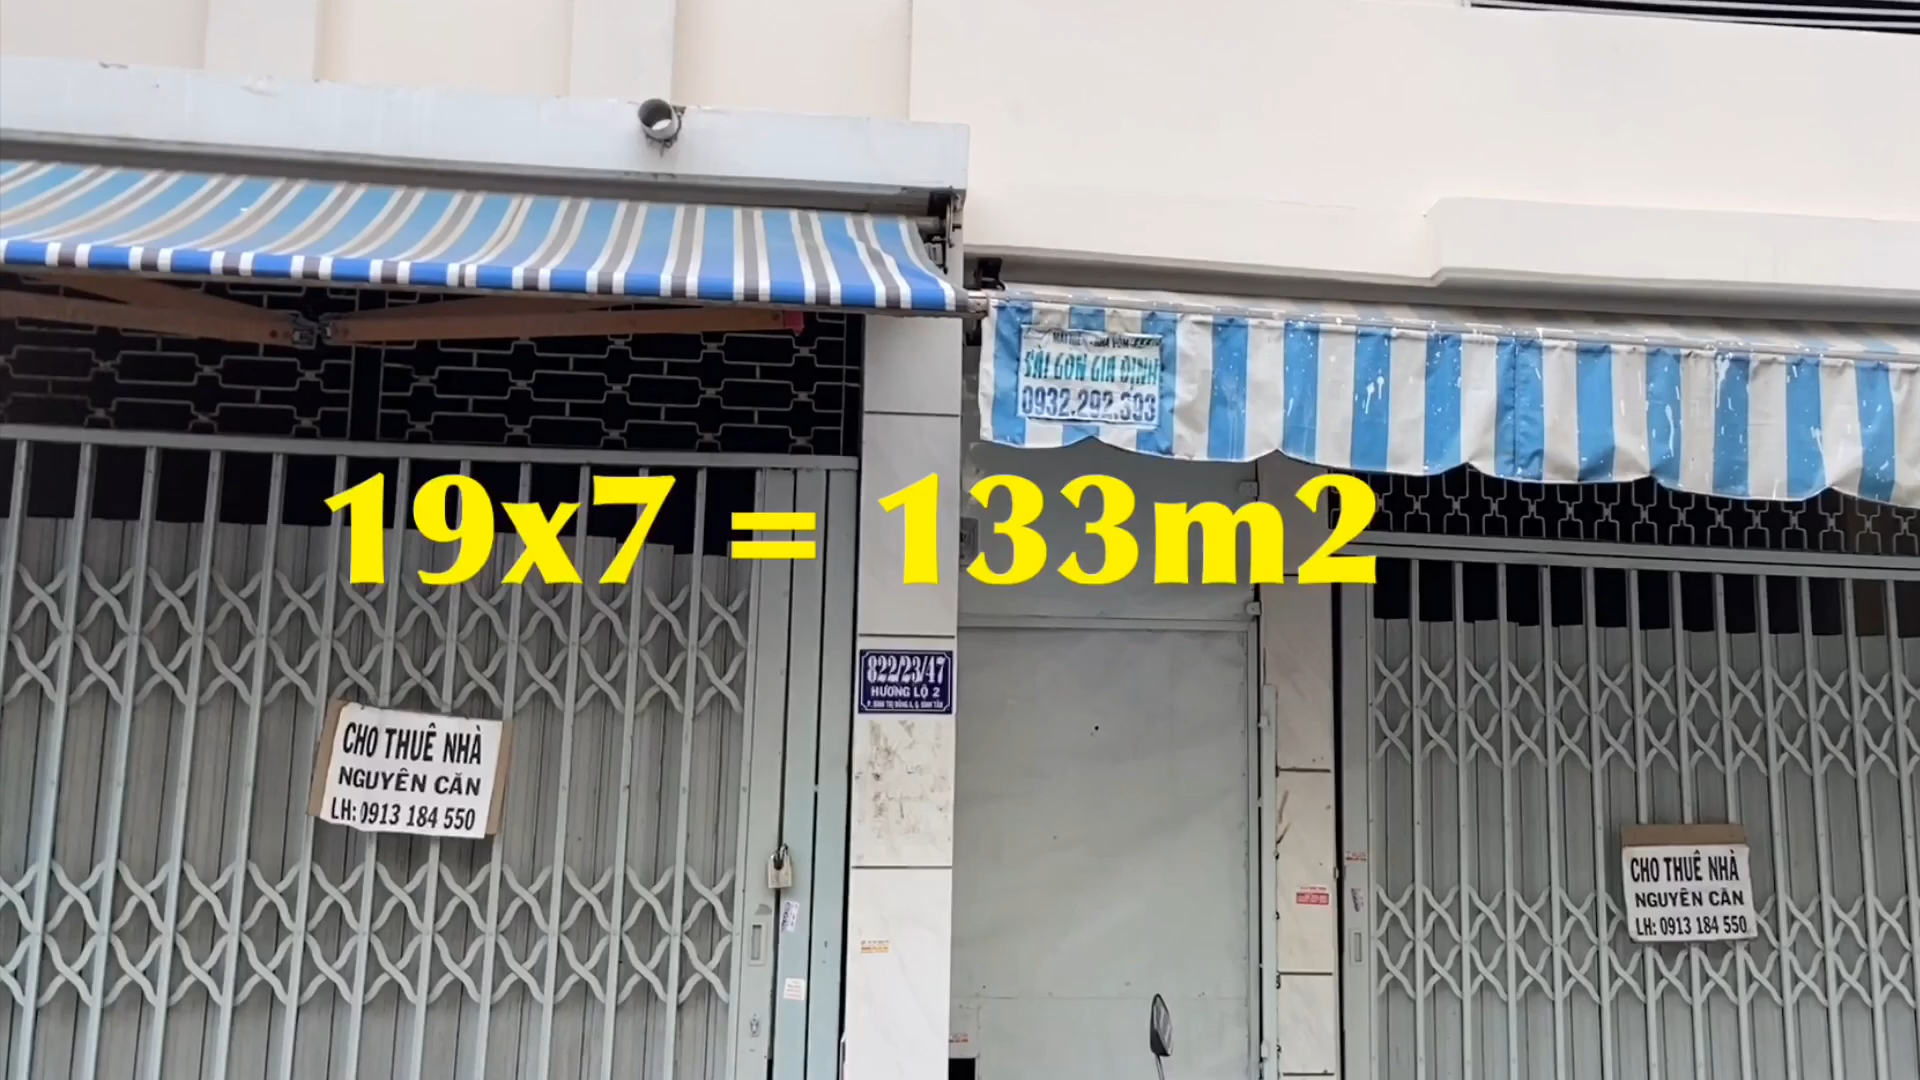 SÀI GÒN GIA ĐỊNH
0932.292.393
19x7 = 133m2
822/23/47
HƯƠNG LỘ 2
CHO THUÊ NHÀ
NGUYÊN CĂN
LH: 0913 184 550
CHO THUÊ NHÀ
NGUYÊN CĂN
LH: 0913 184 550